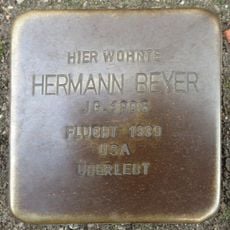 HIER WOHNTE
HERMANN BEYER
JG.
FLUCHT 1939
USA
ÜBERLEBT